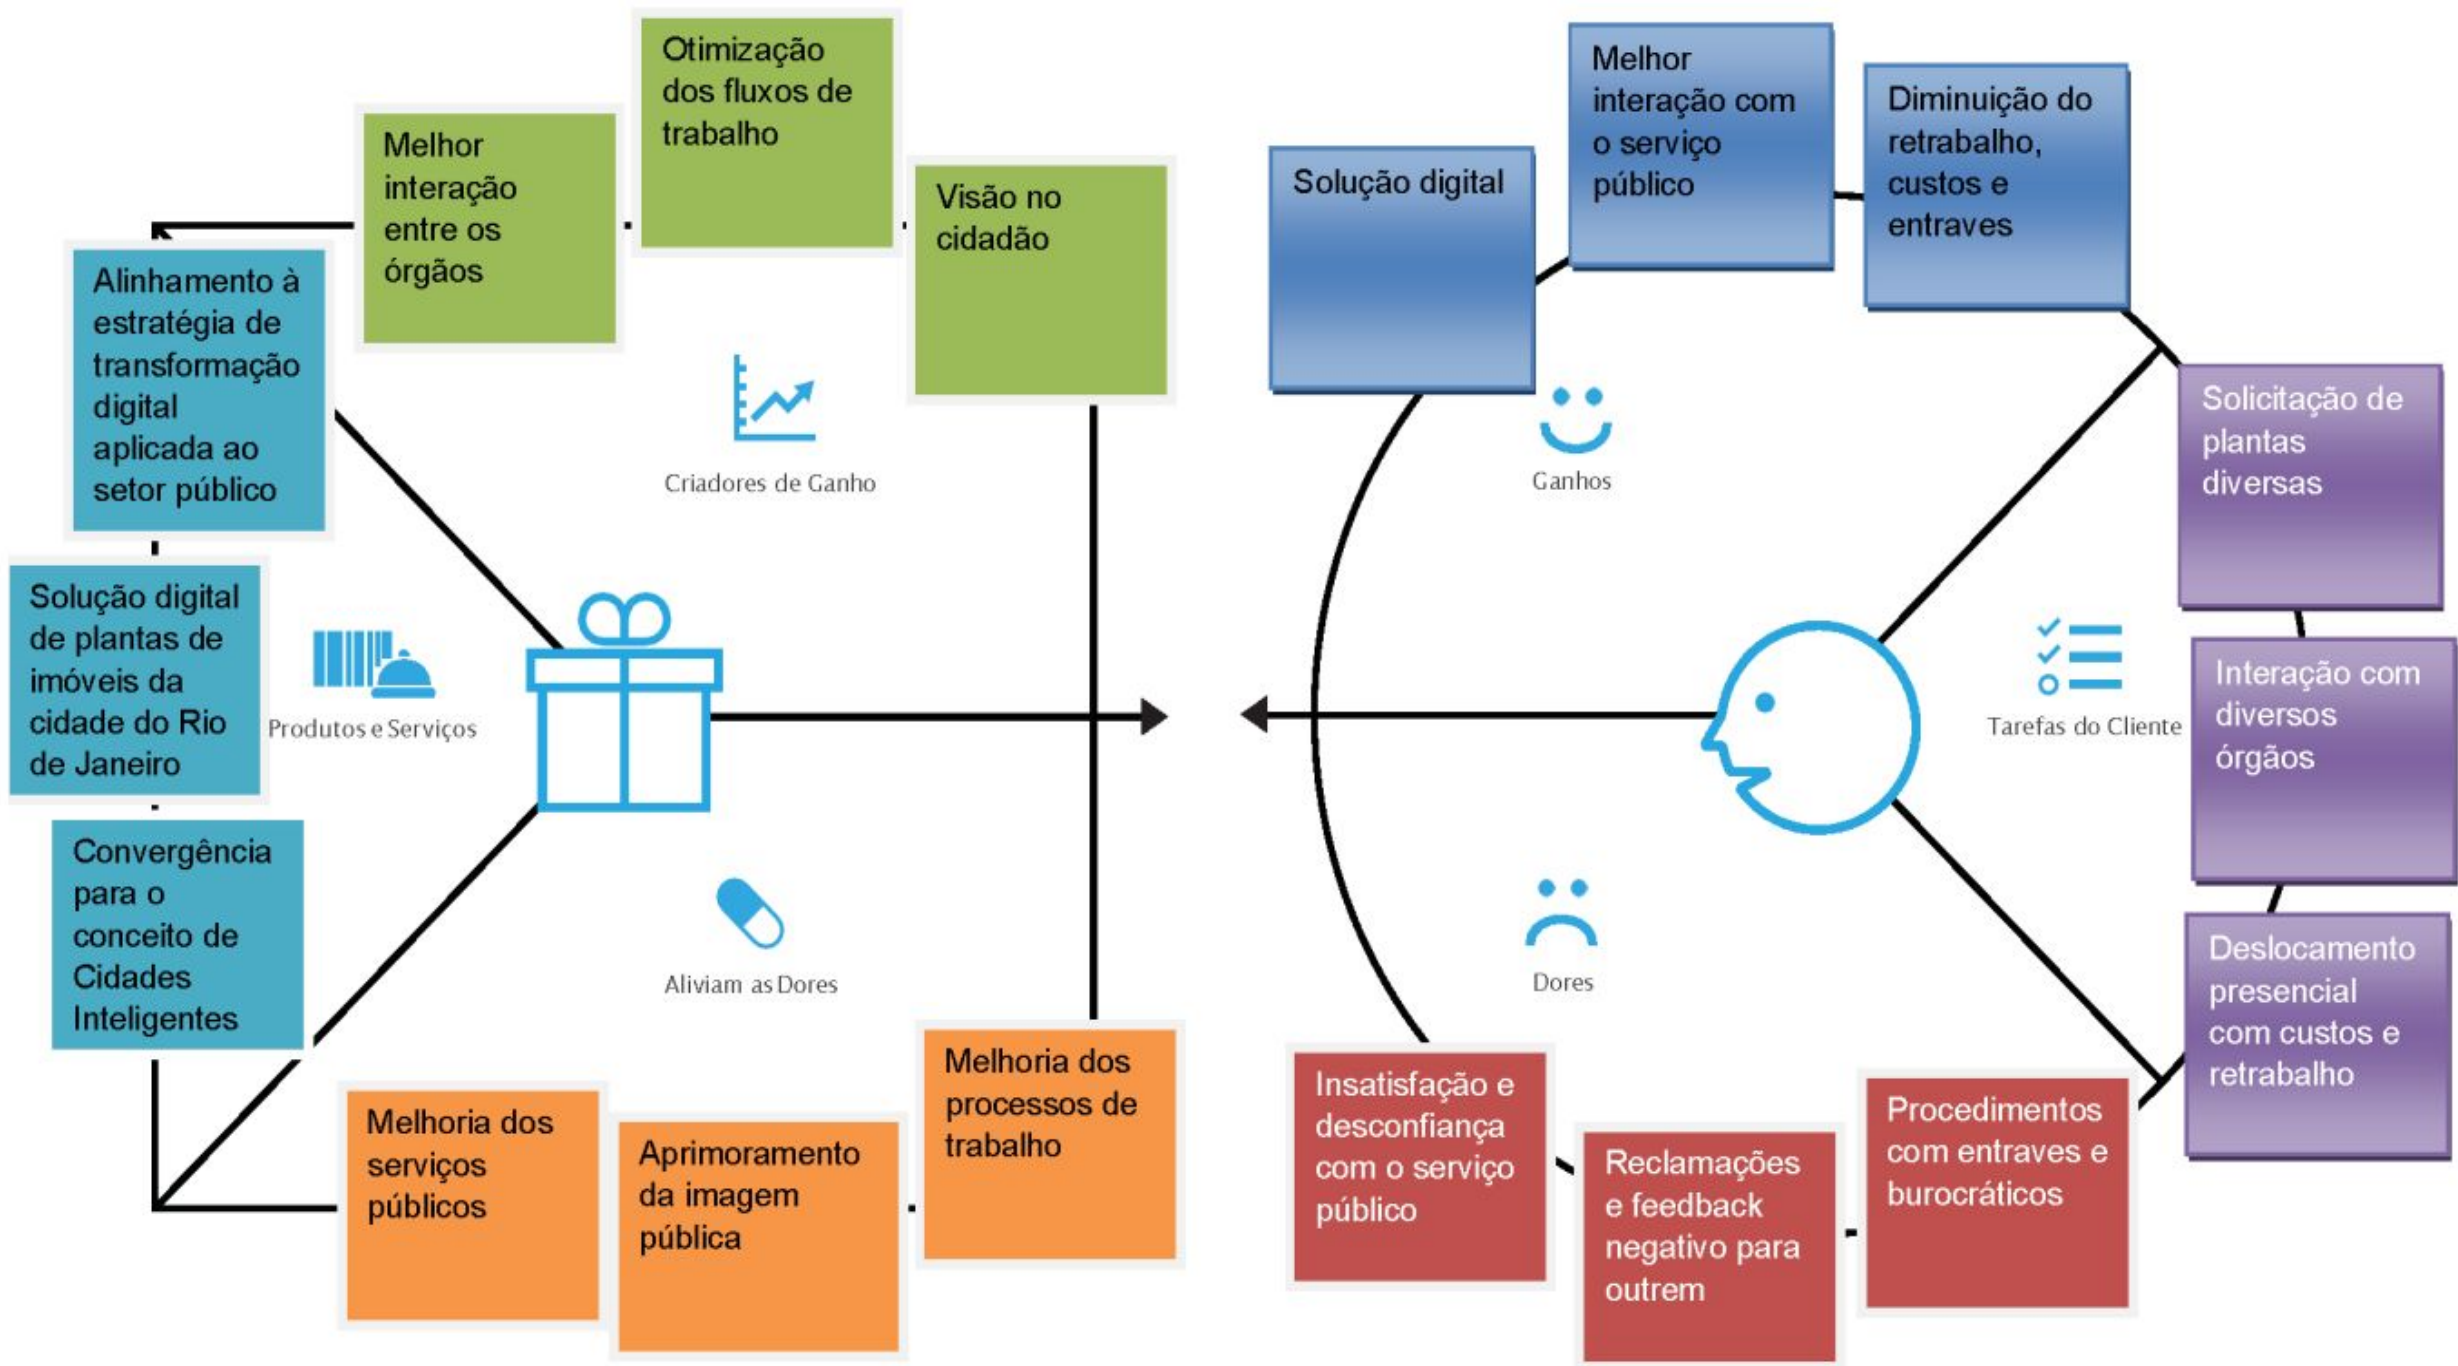 Otimização
dos fluxos de
trabalho
Melhor
interação
entre os
órgãos
Visão no
cidadão
Alinhamento à
estratégia de
transformação
digital
aplicada ao
setor público
Criadores de Ganho
Solução digital
de plantas de
imóveis da
cidade do Rio
de Janeiro
Produtos e Serviços
Convergência
para o
conceito de
Cidades
Inteligentes
Aliviam as Dores
Melhoria dos
serviços
públicos
Aprimoramento
da imagem
pública
Melhoria dos
processos de
trabalho
Solução digital
Melhor
interação com
o serviço
público
Diminuição do
retrabalho,
custos e
entraves
Ganhos
Solicitação de
plantas
diversas
Tarefas do Cliente
Interação com
diversos
órgãos
Deslocamento
presencial
com custos e
retrabalho
Dores
Insatisfação e
desconfiança
com o serviço
público
Reclamações
e feedback
negativo para
outrem
Procedimentos
com entraves e
burocráticos